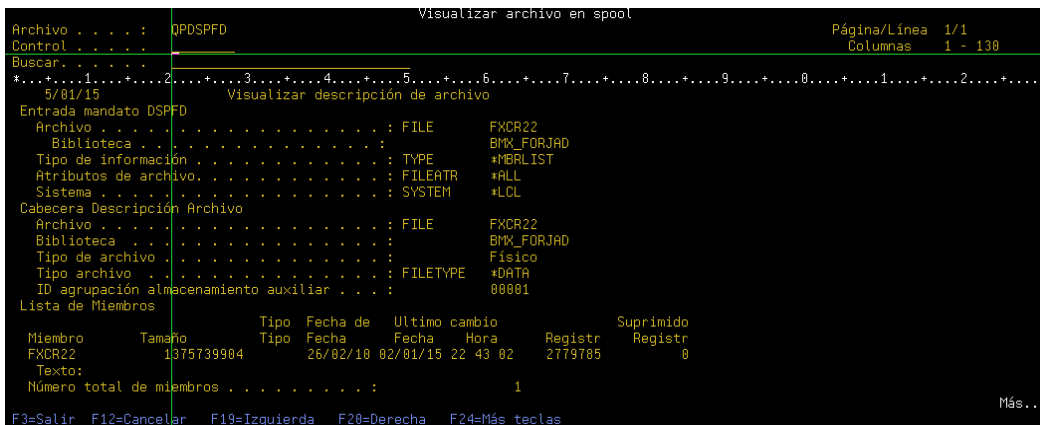 Visualizar archivo en spool
Archivo . . . . : QPDSPFD Página/Línea 1/1
Control . . . . . Columnas 1 - 130
Buscar. . . . . .
*...+....1....+....2....+....3....+....4....+....5....+....6....+....7....+....8....+....9....+....0....+....1....+....2....+....
5/01/15 Visualizar descripción de archivo
Entrada mandato DSPFD
Archivo . . . . . . . . . . . . . . . . . . : FILE FXCR22
Biblioteca . . . . . . . . . . . . . . . . : BMX_FORJAD
Tipo de información . . . . . . . . . . . . : TYPE *MBRLIST
Atributos de archivo. . . . . . . . . . . . : FILEATR *ALL
Sistema . . . . . . . . . . . . . . . . . . : SYSTEM *LCL
Cabecera Descripción Archivo
Archivo . . . . . . . . . . . . . . . . . . : FILE FXCR22
Biblioteca . . . . . . . . . . . . . . . . : BMX_FORJAD
Tipo de archivo . . . . . . . . . . . . . . : Físico
Tipo archivo . . . . . . . . . . . . . . . : FILETYPE *DATA
ID agrupación almacenamiento auxiliar . . . : 00001
Lista de Miembros
Tipo Fecha de Ultimo cambio Suprimido
Miembro Tamaño Tipo Fecha Fecha Hora Registr Registr
FXCR22 1375739904 26/02/10 02/01/15 22 43 02 2779785 0
Texto:
Número total de miembros . . . . . . . . . : 1
Más..
F3=Salir F12=Cancelar F19=Izquierda F20=Derecha F24=Más teclas